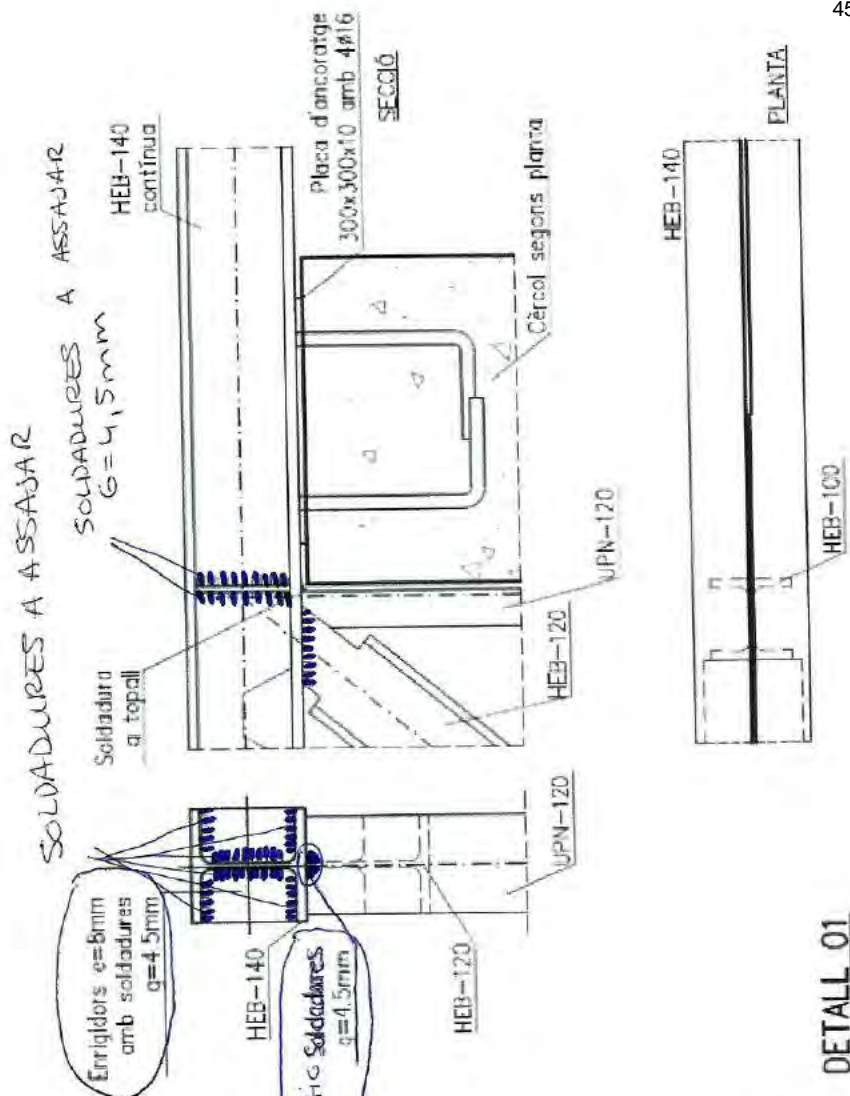 45
SOLDADURES A ASSAJAR
SOLDADURES A ASSAJAR
G=4,5mm
HEB-140
contínua
Placa d'ancoratge
300x300x10 amb 4ø16
SECCIÓ
Soldadura
a topall
Cèrcol segons planta
UPN-120
HEB-120
Enrigidors e=8mm
amb soldadures
a=4.5mm
HEB-140
Soldadures
a=4.5mm
HEB-120
UPN-120
HEB-140
PLANTA
HEB-100
DETALL 01